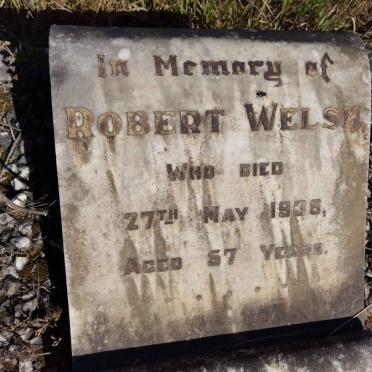 In Memory of
ROBERT WELSH
WHO DIED
27TH MAY 1936,
AGED 57 YEARS.